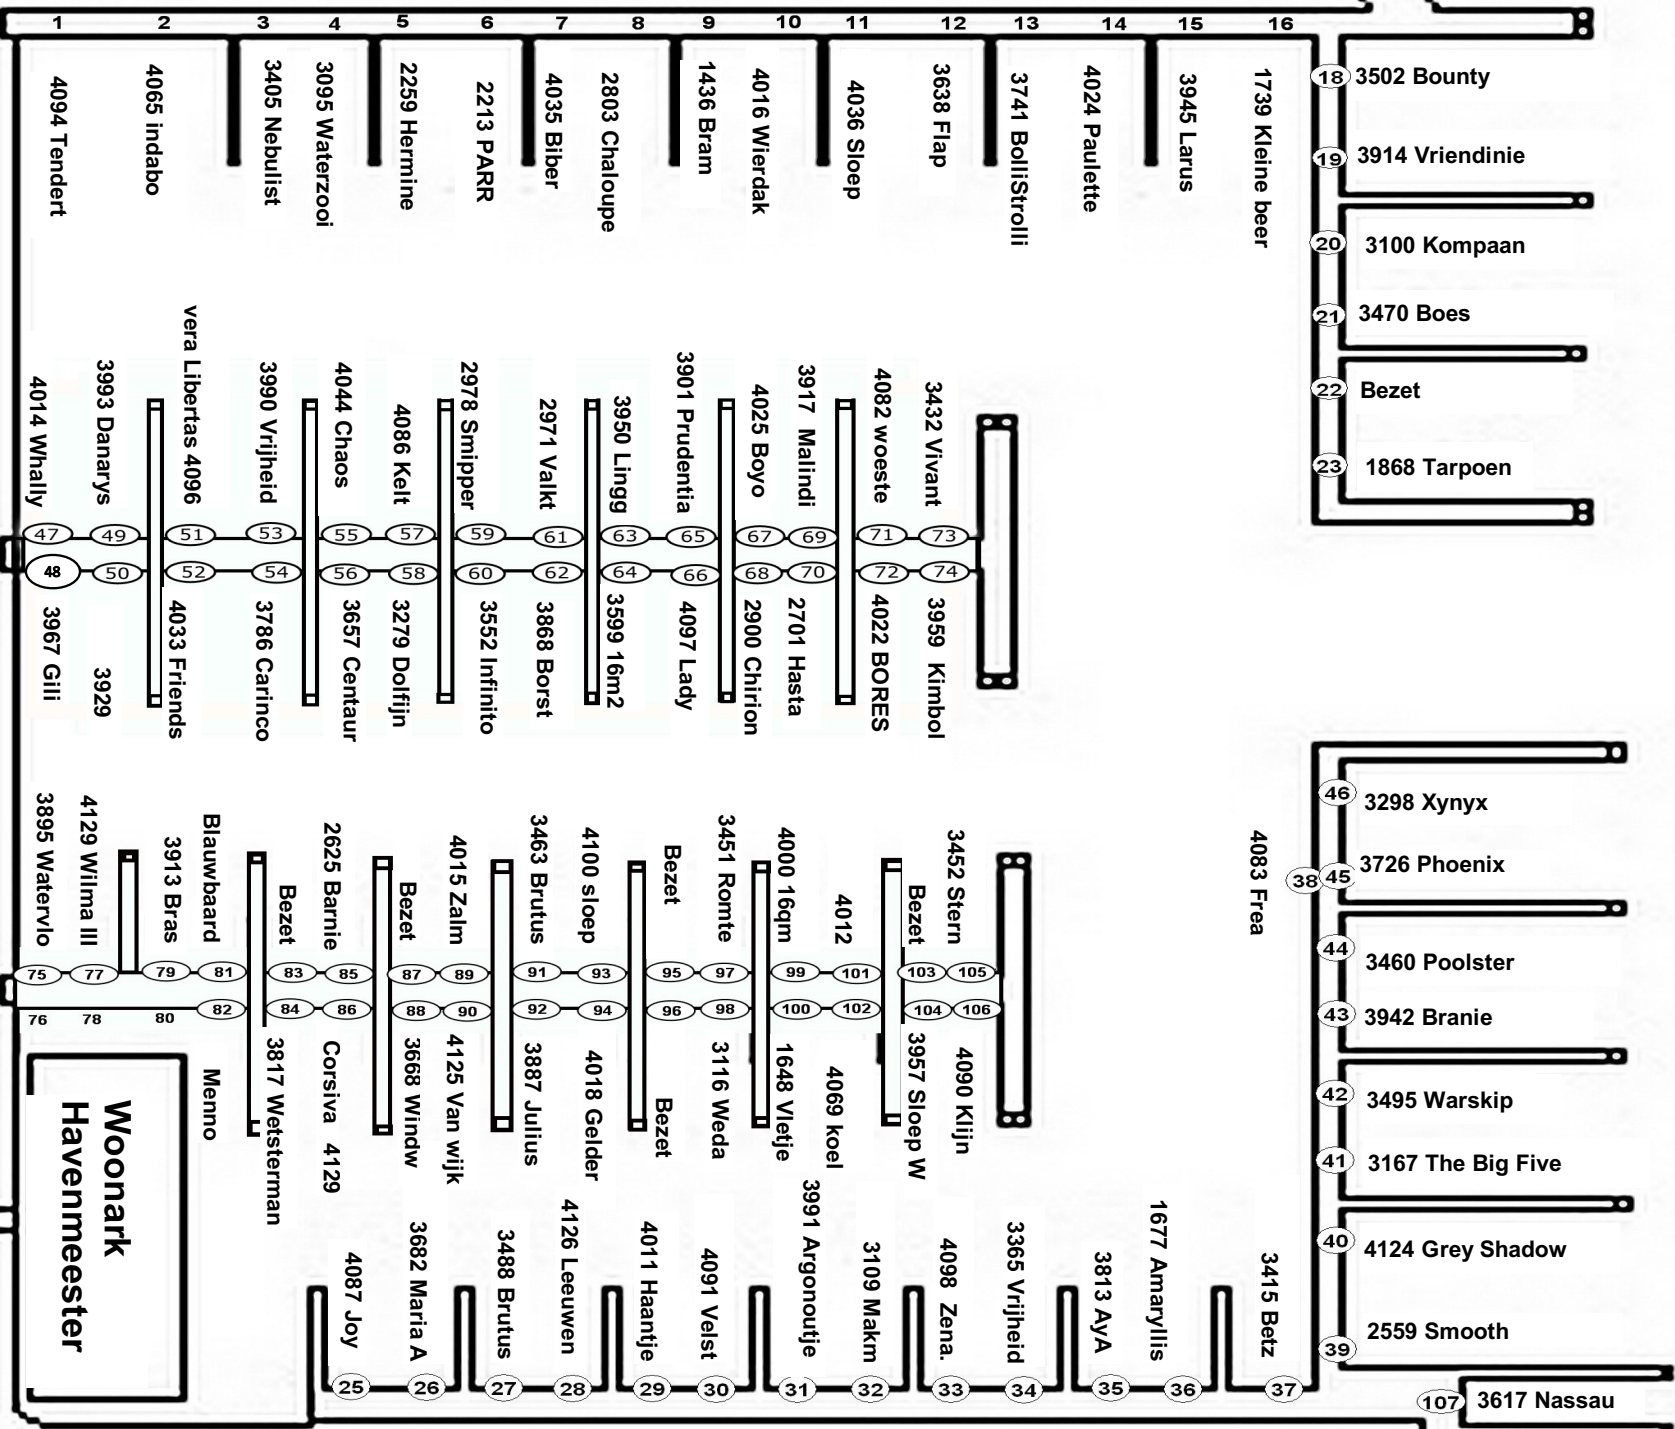 1 2 3 4 5 6 7 8 9 10 11 12 13 14 15 16
4094 Tendert
4065 indabo
3405 Nebulist
3095 Waterzooi
2259 Hermine
2213 PARR
4035 Biber
2803 Chaloupe
1436 Bram
4016 Wierdak
4036 Sloep
3638 Flap
3741 BolliStrolli
4024 Paulette
3945 Larus
1739 Kleine beer
18 3502 Bounty
19 3914 Vriendinie
20 3100 Kompaan
21 3470 Boes
22 Bezet
23 1868 Tarpoen
4014 Whally
3993 Danarys
vera Libertas 4096
3990 Vrijheid
4044 Chaos
4086 Kelt
2978 Smipper
2971 Valkt
3950 Lingg
3901 Prudentia
4025 Boyo
3917 Malindi
4082 woeste
3432 Vivant
47 49 51 53 55 57 59 61 63 65 67 69 71 73
48 50 52 54 56 58 60 62 64 66 68 70 72 74
3967 Gili
3929
4033 Friends
3786 Carinco
3657 Centaur
3279 Dolfijn
3552 Infinito
3868 Borst
3599 16m2
4097 Lady
2900 Chirion
2701 Hasta
4022 BORES
3959 Kimbol
3895 Watervlo
4129 Wilma III
3913 Bras
Blauwbaard
Bezet
2625 Barnie
Bezet
4015 Zalm
3463 Brutus
4100 sloep
Bezet
3451 Romte
4000 16qm
4012
Bezet
3452 Stern
75 77 79 81 83 85 87 89 91 93 95 97 99 101 103 105
76 78 80 82 84 86 88 90 92 94 96 98 100 102 104 106
Menno
3817 Wetsterman
Corsiva 4129
3668 Windw
4125 Van wijk
3887 Julius
4018 Gelder
Bezet
3116 Weda
1648 Vletje
4069 koel
3957 Sloep W
4090 Klijn
4083 Frea
38
46 3298 Xynyx
45 3726 Phoenix
44 3460 Poolster
43 3942 Branie
42 3495 Warskip
41 3167 The Big Five
40 4124 Grey Shadow
39 2559 Smooth
Woonark
Havenmeester
4087 Joy
3682 Maria A
3488 Brutus
4126 Leeuwen
4011 Haantje
4091 Velst
3991 Argonoutje
3109 Makm
4098 Zena.
3365 Vrijheid
3813 AyA
1677 Amaryllis
3415 Betz
25 26 27 28 29 30 31 32 33 34 35 36 37
107 3617 Nassau